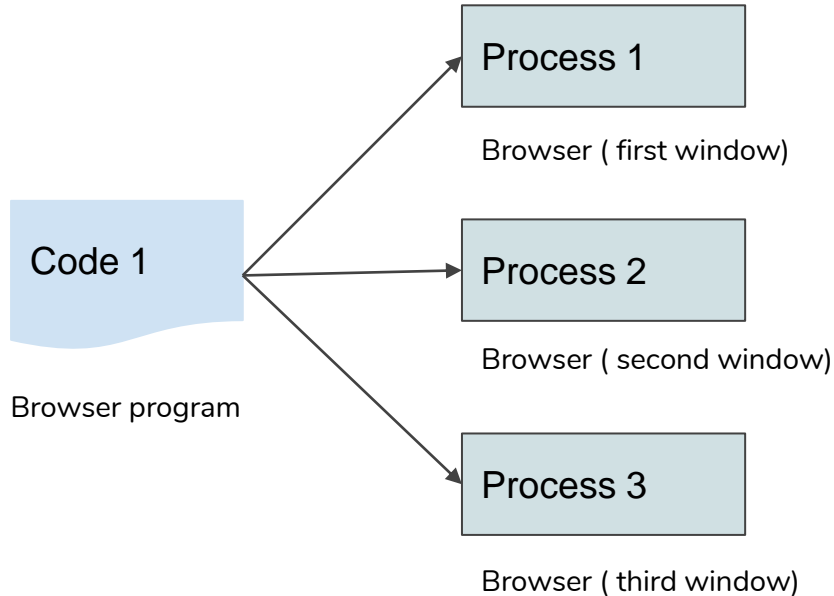 Process 1
Browser ( first window)
Code 1
Browser program
Process 2
Browser ( second window)
Process 3
Browser ( third window)